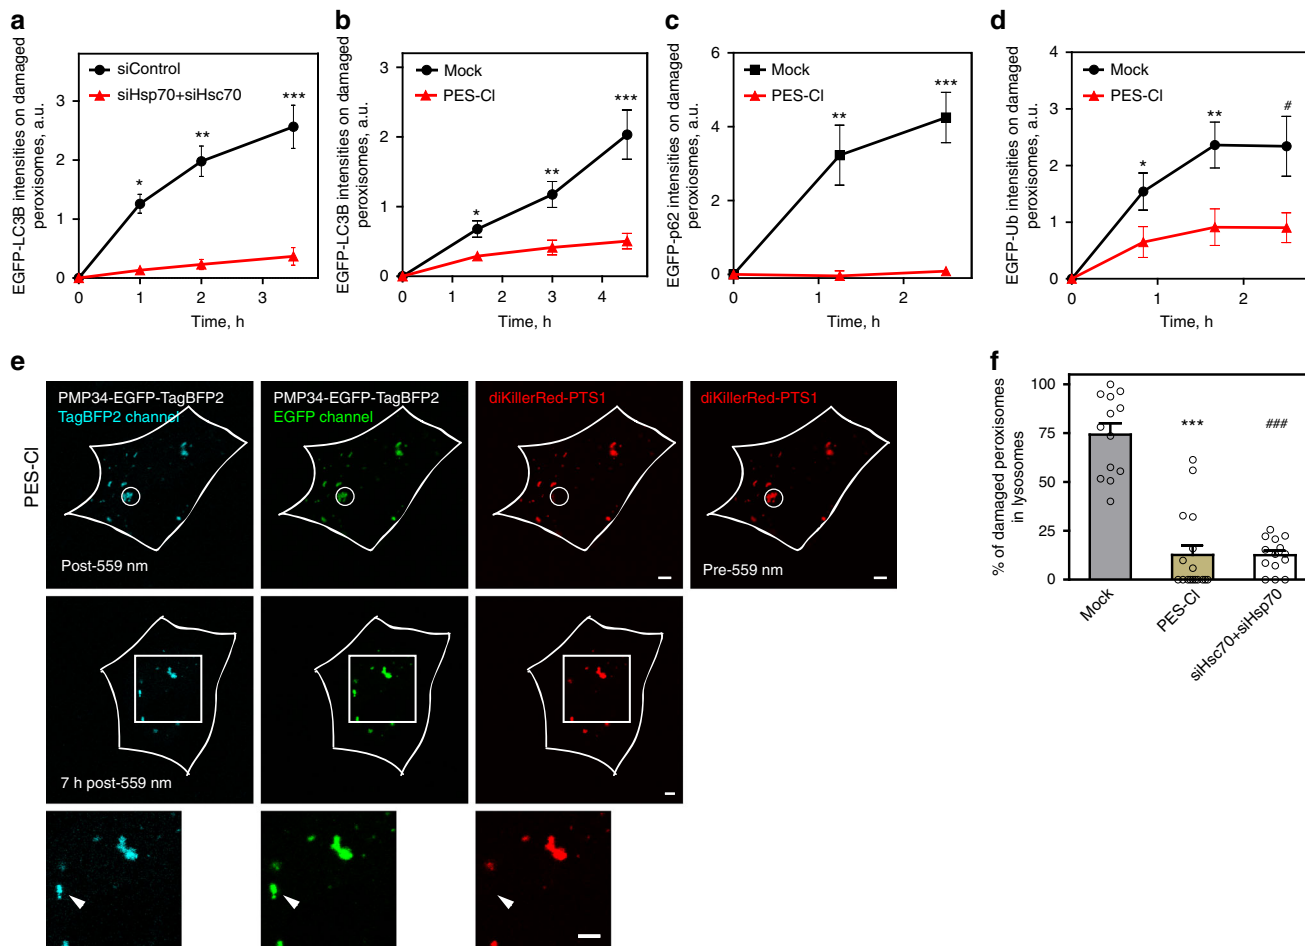 a
EGFP-LC3B intensities on damaged
peroxisomes, a.u.
siControl
siHsp70+siHsc70
*
**
***
3
2
1
0
0
1
2
3
Time, h
b
EGFP-LC3B intensities on damaged
peroxisomes, a.u.
Mock
PES-Cl
*
**
***
3
2
1
0
0
1
2
3
4
Time, h
c
EGFP-p62 intensities on damaged
peroxiosmes, a.u.
Mock
PES-Cl
**
***
6
4
2
0
0
1
2
Time, h
d
EGFP-Ub intensities on damaged
peroxisomes, a.u.
Mock
PES-Cl
*
**
#
4
3
2
1
0
0
1
2
Time, h
e
PES-Cl
PMP34-EGFP-TagBFP2
TagBFP2 channel
Post-559 nm
PMP34-EGFP-TagBFP2
EGFP channel
diKillerRed-PTS1
diKillerRed-PTS1
Pre-559 nm
7 h post-559 nm
f
% of damaged peroxisomes
in lysosomes
100
75
50
25
0
***
###
Mock
PES-Cl
siHsc70+siHsp70